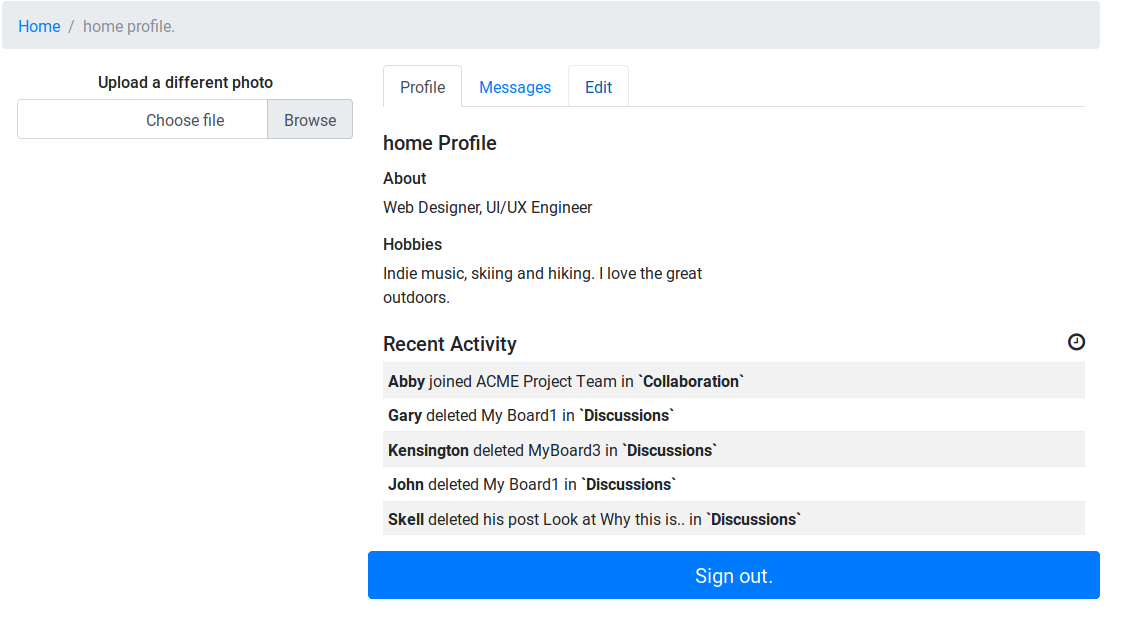 Home / home profile.
Upload a different photo
Choose file Browse
Profile Messages Edit
home Profile
About
Web Designer, UI/UX Engineer
Hobbies
Indie music, skiing and hiking. I love the great
outdoors.
Recent Activity
Abby joined ACME Project Team in `Collaboration`
Gary deleted My Board1 in `Discussions`
Kensington deleted MyBoard3 in `Discussions`
John deleted My Board1 in `Discussions`
Skell deleted his post Look at Why this is.. in `Discussions`
Sign out.